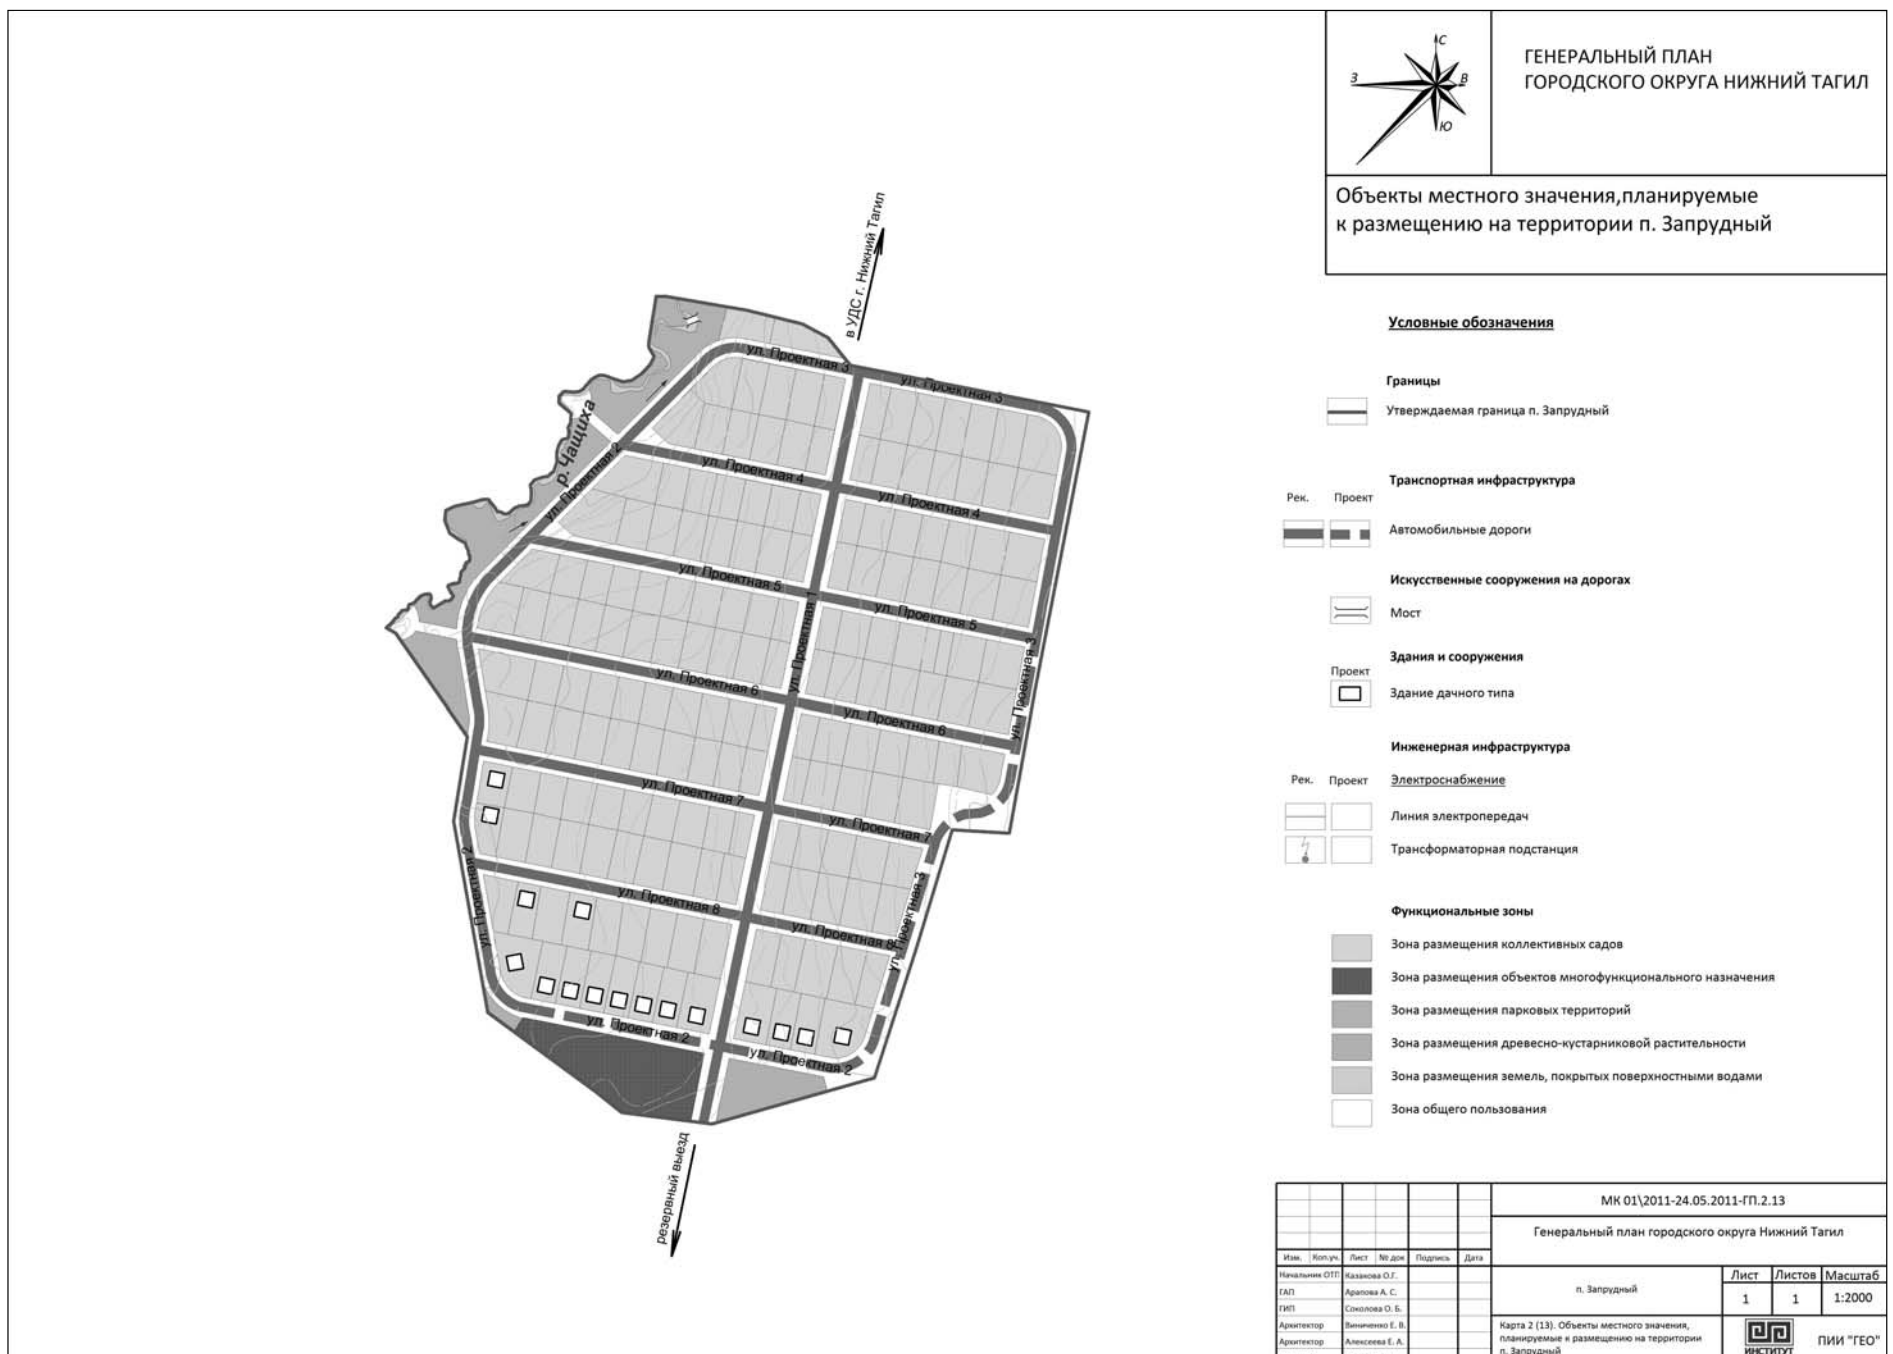 С
З
В
Ю
ГЕНЕРАЛЬНЫЙ ПЛАН
ГОРОДСКОГО ОКРУГА НИЖНИЙ ТАГИЛ
Объекты местного значения,планируемые
к размещению на территории п. Запрудный
в УДС г. Нижний Тагил
ул. Проектная 3
ул. Проектная 3
р. Чащиха
ул. Проектная 2
ул. Проектная 4
ул. Проектная 4
ул. Проектная 5
ул. Проектная 5
ул. Проектная 1
ул. Проектная 3
ул. Проектная 6
ул. Проектная 6
ул. Проектная 7
ул. Проектная 7
ул. Проектная 2
ул. Проектная 8
ул. Проектная 8
ул. Проектная 3
ул. Проектная 2
ул. Проектная 2
резервный выезд
Условные обозначения
Границы
Утверждаемая граница п. Запрудный
Транспортная инфраструктура
Рек. Проект
Автомобильные дороги
Искусственные сооружения на дорогах
Мост
Здания и сооружения
Проект
Здание дачного типа
Инженерная инфраструктура
Рек. Проект Электроснабжение
Линия электропередач
Трансформаторная подстанция
Функциональные зоны
Зона размещения коллективных садов
Зона размещения объектов многофункционального назначения
Зона размещения парковых территорий
Зона размещения древесно-кустарниковой растительности
Зона размещения земель, покрытых поверхностными водами
Зона общего пользования
МК 01\2011-24.05.2011-ГП.2.13
Генеральный план городского округа Нижний Тагил
Изм. Кол.уч. Лист № док Подпись Дата
Начальник ОТП Казакова О.Г.
ГАП Арапова А. С.
ГИП Соколова О. Б.
Архитектор Виниченко Е. В.
Архитектор Алексеева Е. А.
п. Запрудный
Лист Листов Масштаб
1 1 1:2000
Карта 2 (13). Объекты местного значения,
планируемые к размещению на территории
п. Запрудный
ИНСТИТУТ
ПИИ "ГЕО"